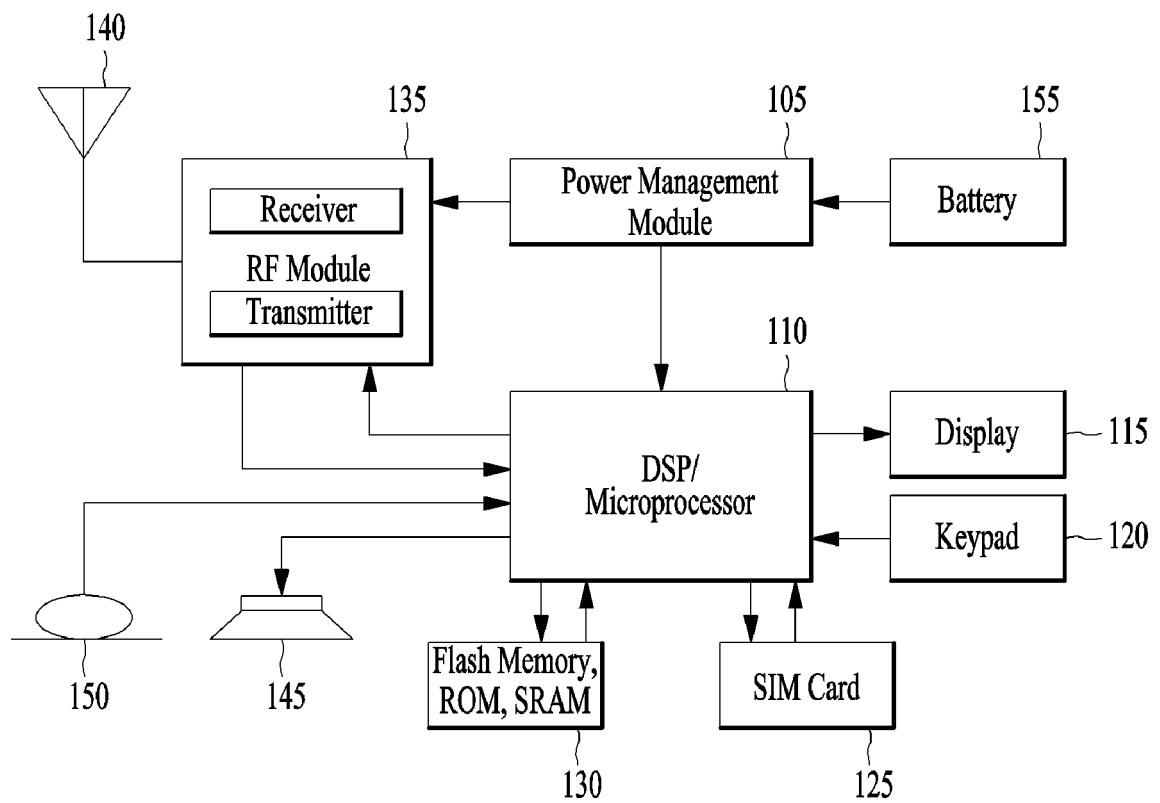 140
135
105
155
Receiver
RF Module
Transmitter
Power Management
Module
Battery
110
DSP/
Microprocessor
Display
115
Keypad
120
150
145
Flash Memory,
ROM, SRAM
130
SIM Card
125